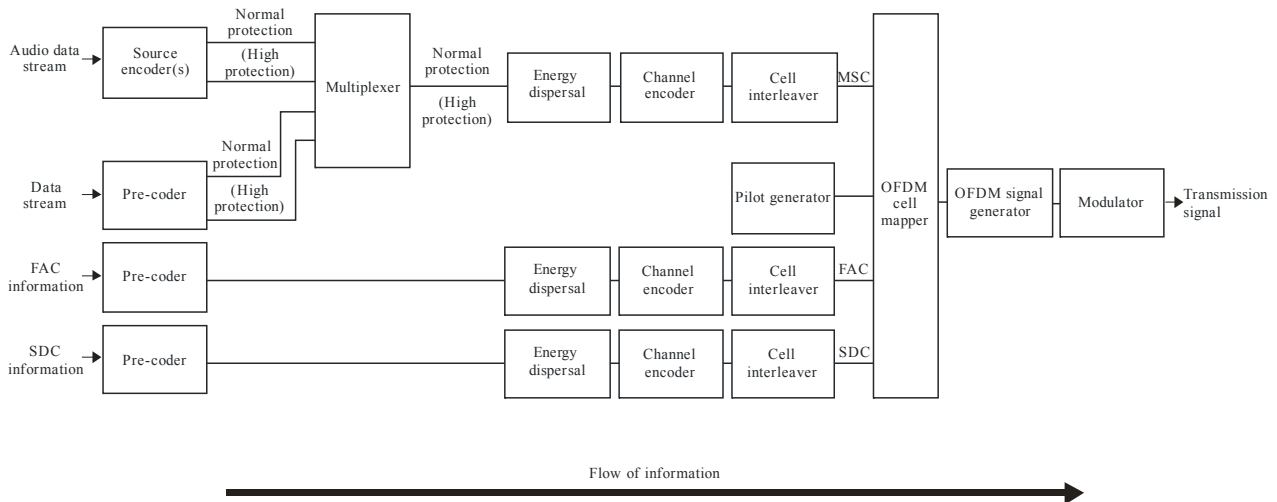 Normal
protection
(High
protection)
Audio data
stream
Source
encoder(s)
Multiplexer
Normal
protection
(High
protection)
Energy
dispersal
Channel
encoder
Cell
interleaver
MSC
Normal
protection
(High
protection)
Data
stream
Pre-coder
Pilot generator
OFDM
cell
mapper
OFDM signal
generator
Modulator
Transmission
signal
FAC
information
Pre-coder
Energy
dispersal
Channel
encoder
Cell
interleaver
FAC
SDC
information
Pre-coder
Energy
dispersal
Channel
encoder
Cell
interleaver
SDC
Flow of information